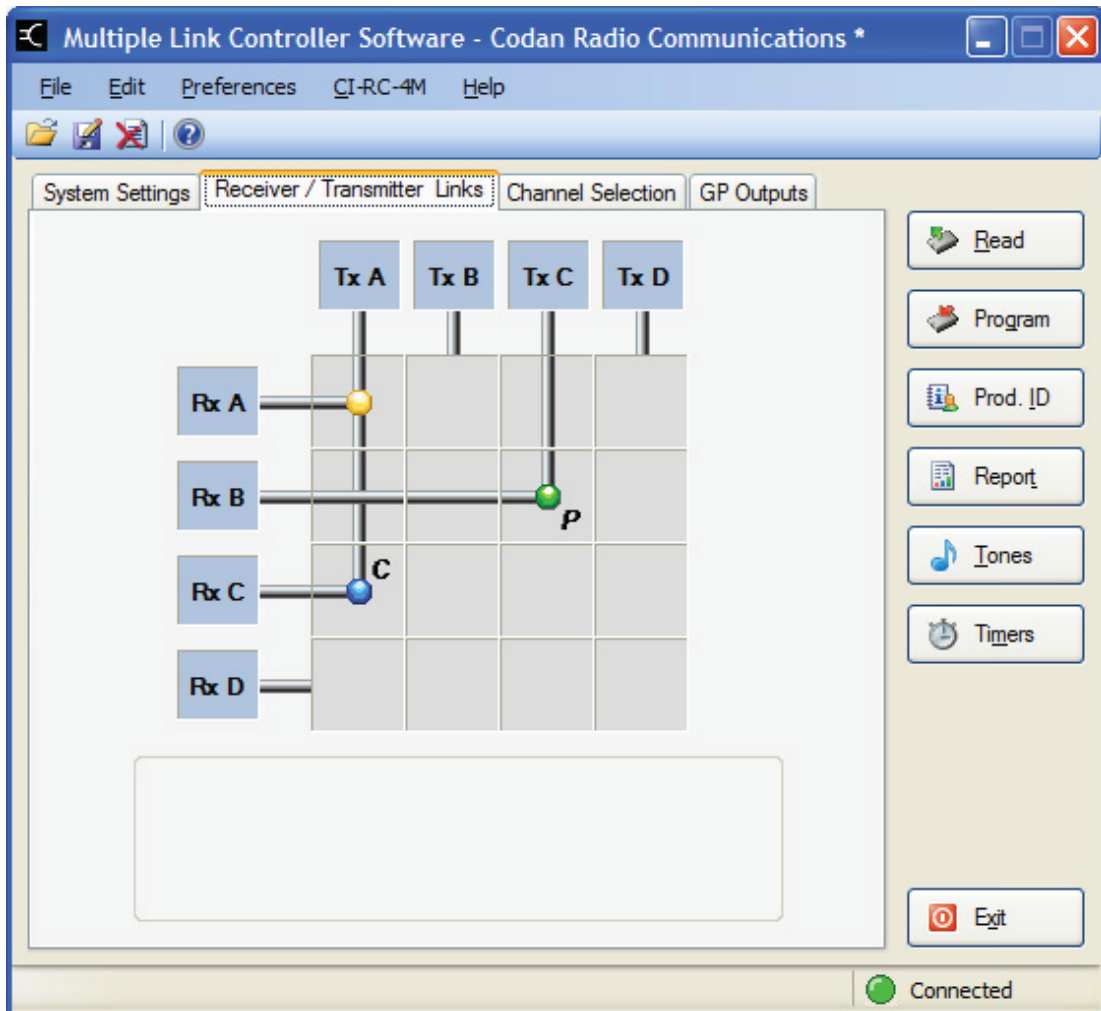 Multiple Link Controller Software - Codan Radio Communications *
File Edit Preferences CI-RC-4M Help
System Settings Receiver / Transmitter Links Channel Selection GP Outputs
Tx A Tx B Tx C Tx D
Rx A
Rx B
P
C
Rx C
Rx D
Read
Program
Prod. ID
Report
Tones
Timers
Exit
Connected